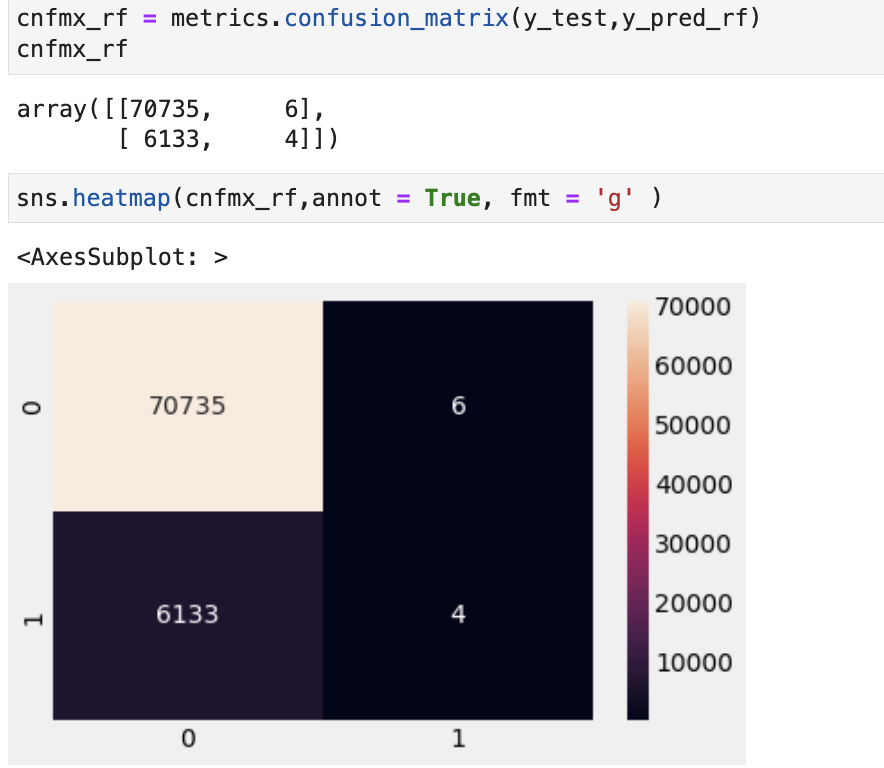 cnfmx_rf = metrics.confusion_matrix(y_test,y_pred_rf)
cnfmx_rf
array([[70735,     6],
       [ 6133,     4]])
sns.heatmap(cnfmx_rf,annot = True, fmt = 'g' )
<AxesSubplot: >
70000
0 70735 6
60000
50000
40000
30000
1 6133 4
20000
10000
0 1